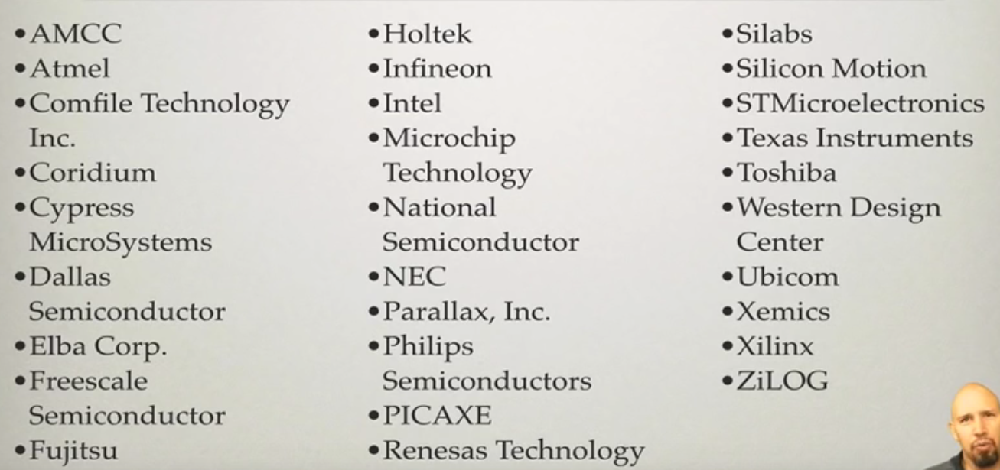 •AMCC
•Atmel
•Comfile Technology
Inc.
•Coridium
•Cypress
MicroSystems
•Dallas
Semiconductor
•Elba Corp.
•Freescale
Semiconductor
•Fujitsu
•Holtek
•Infineon
•Intel
•Microchip
Technology
•National
Semiconductor
•NEC
•Parallax, Inc.
•Philips
Semiconductors
•PICAXE
•Renesas Technology
•Silabs
•Silicon Motion
•STMicroelectronics
•Texas Instruments
•Toshiba
•Western Design
Center
•Ubicom
•Xemics
•Xilinx
•ZiLOG